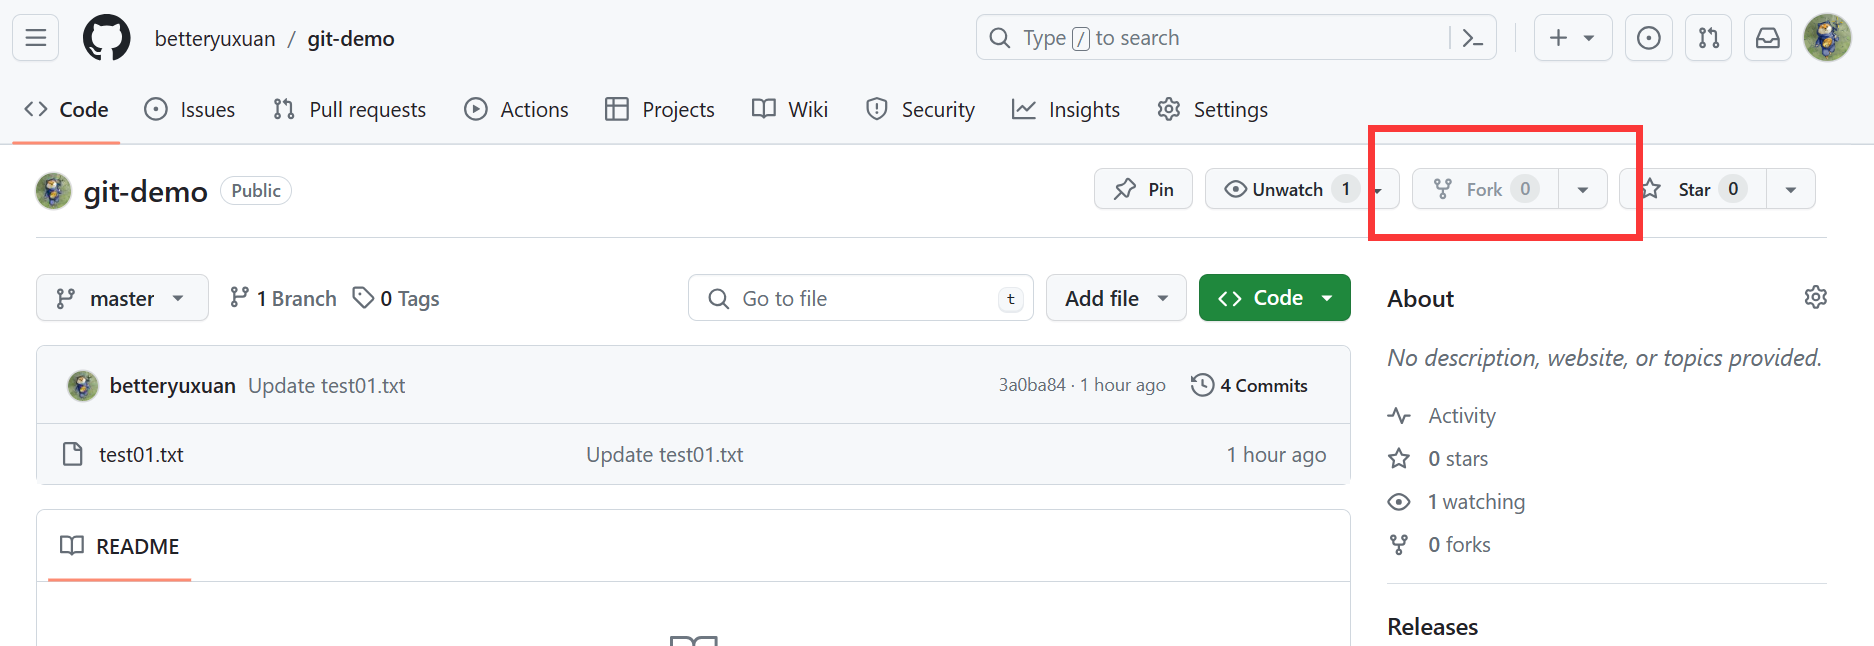 betteryuxuan / git-demo
Type / to search
Code Issues Pull requests Actions Projects Wiki Security Insights Settings
git-demo Public
Pin Unwatch 1 Fork 0 Star 0
master 1 Branch 0 Tags Go to file t Add file Code
About
No description, website, or topics provided.
betteryuxuan Update test01.txt 3a0ba84 · 1 hour ago 4 Commits
test01.txt Update test01.txt 1 hour ago
README
Activity
0 stars
1 watching
0 forks
Releases